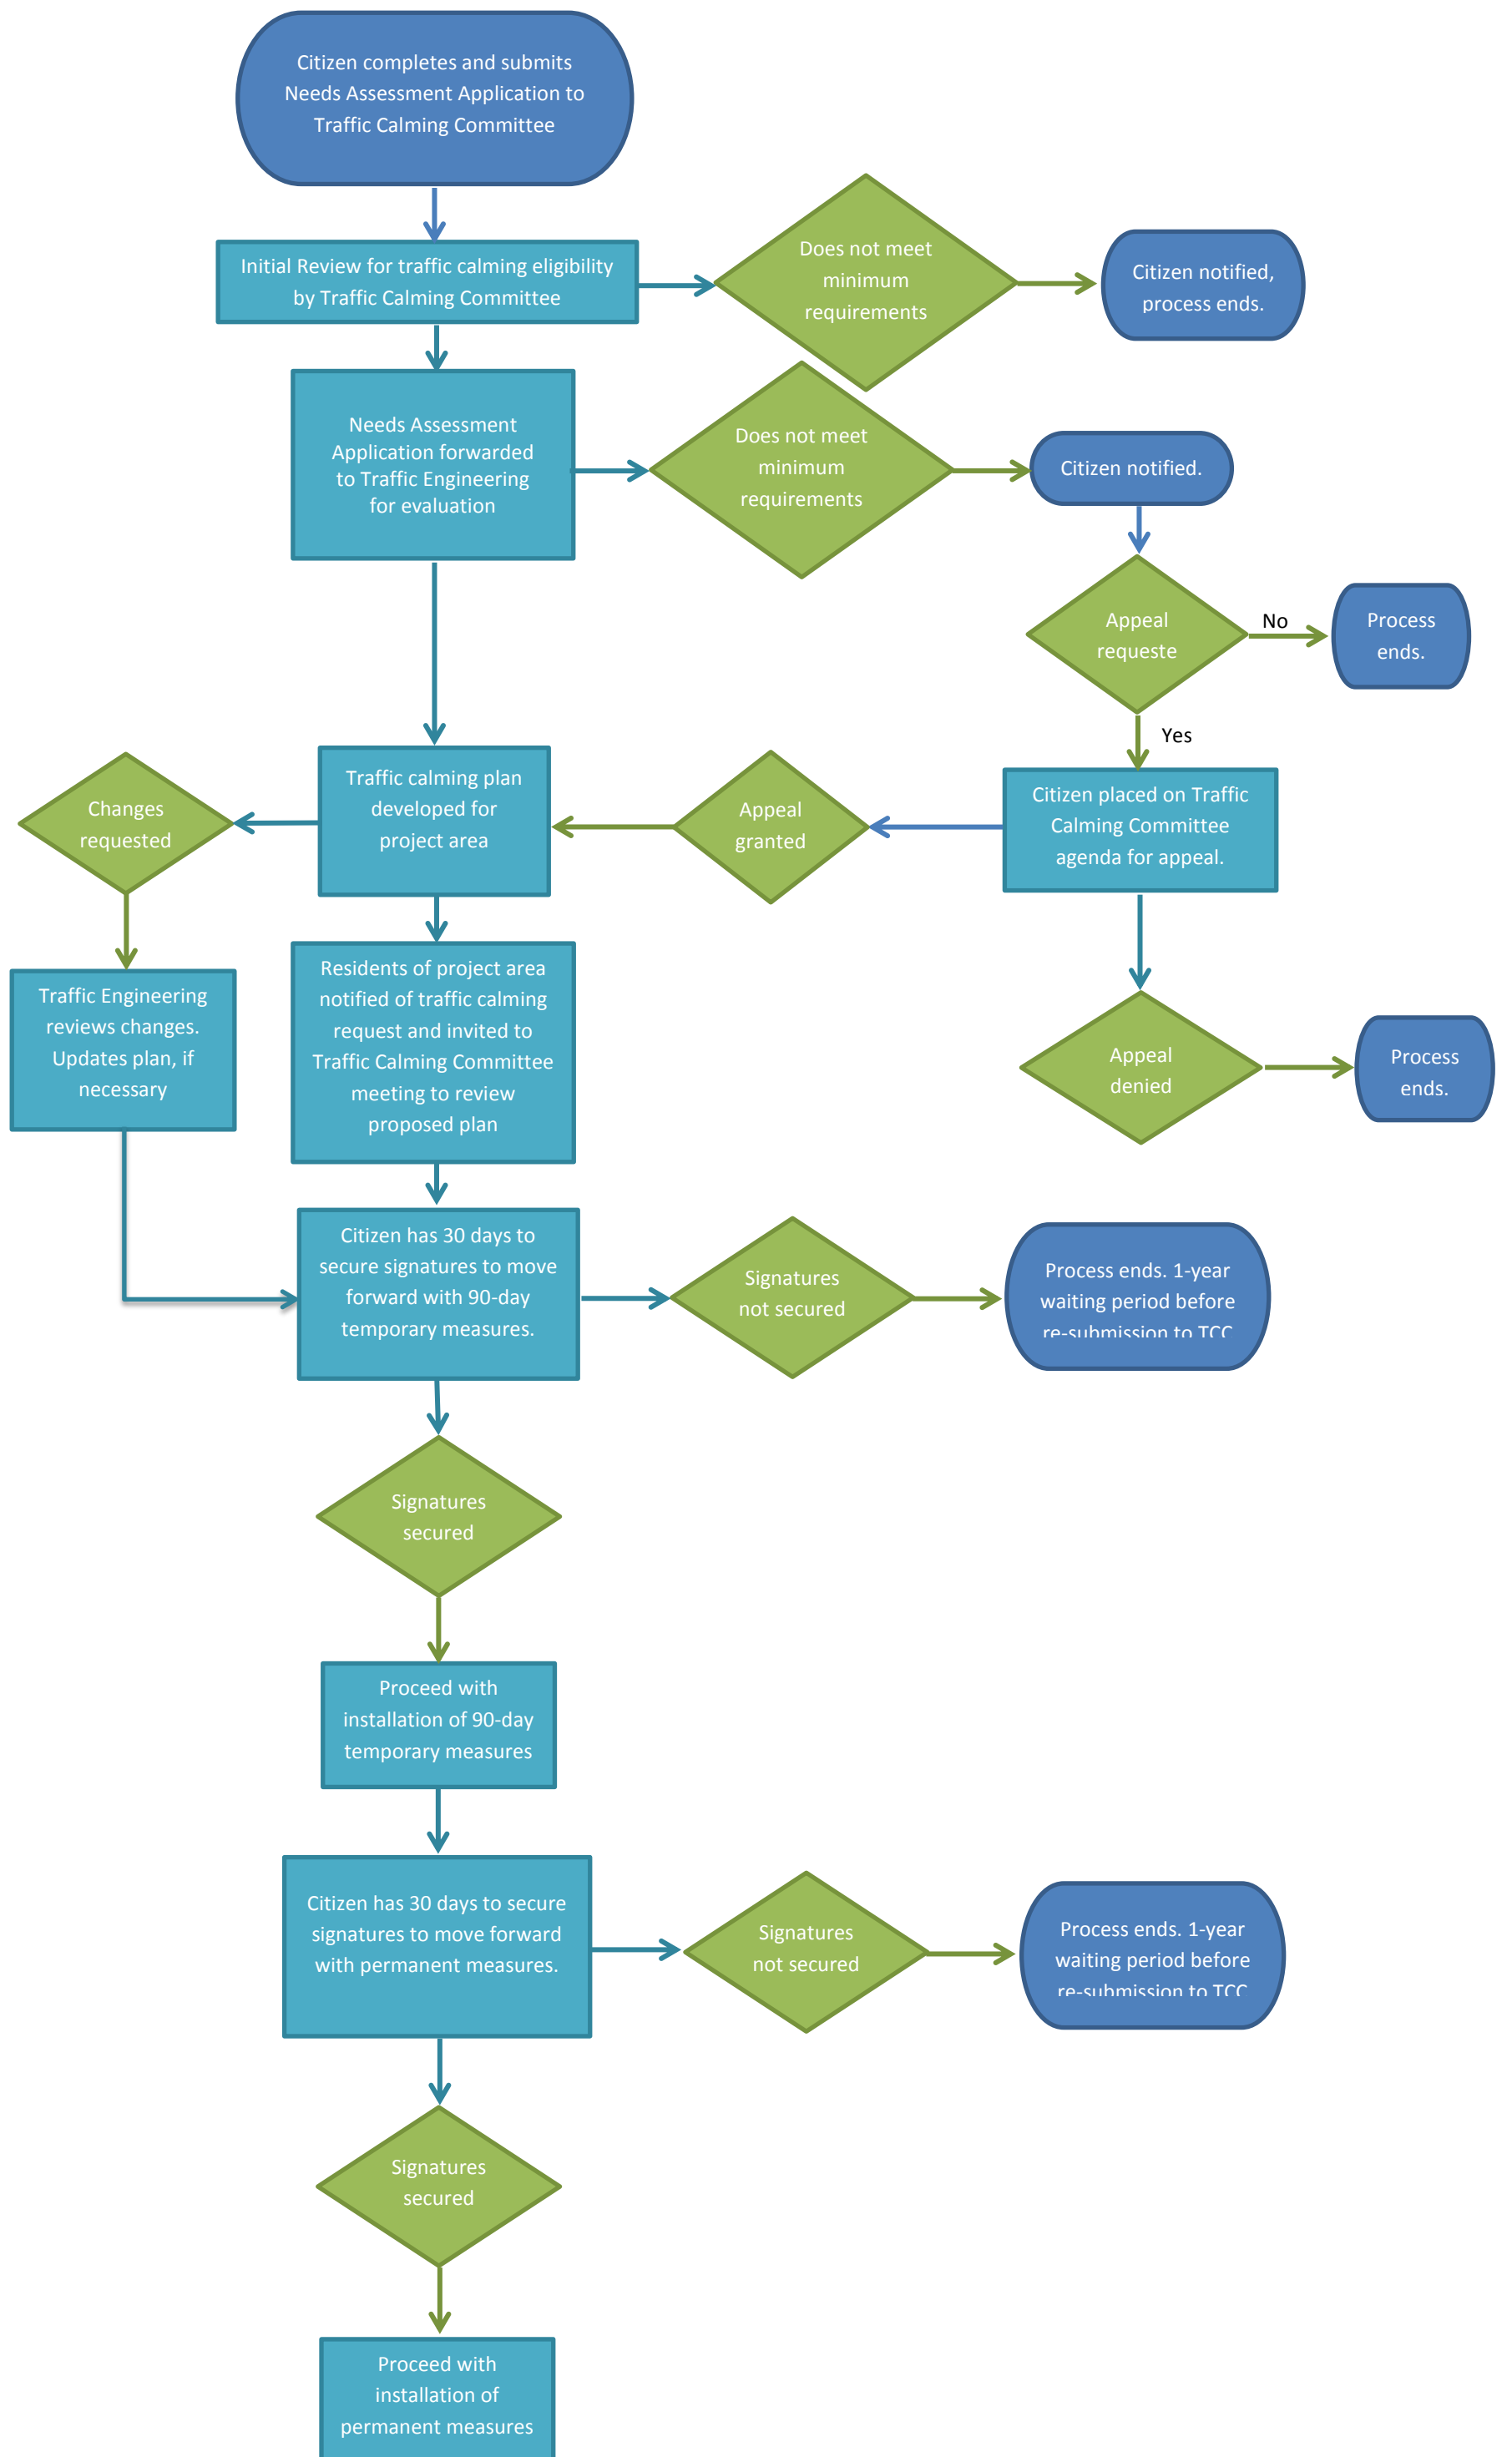 Citizen completes and submits
Needs Assessment Application to
Traffic Calming Committee
Initial Review for traffic calming eligibility
by Traffic Calming Committee
Does not meet
minimum
requirements
Citizen notified,
process ends.
Needs Assessment
Application forwarded
to Traffic Engineering
for evaluation
Does not meet
minimum
requirements
Citizen notified.
Appeal
requeste
No
Process
ends.
Yes
Changes
requested
Traffic calming plan
developed for
project area
Appeal
granted
Citizen placed on Traffic
Calming Committee
agenda for appeal.
Traffic Engineering
reviews changes.
Updates plan, if
necessary
Residents of project area
notified of traffic calming
request and invited to
Traffic Calming Committee
meeting to review
proposed plan
Appeal
denied
Process
ends.
Citizen has 30 days to
secure signatures to move
forward with 90-day
temporary measures.
Signatures
not secured
Process ends. 1-year
waiting period before
re-submission to TCC
Signatures
secured
Proceed with
installation of 90-day
temporary measures
Citizen has 30 days to secure
signatures to move forward
with permanent measures.
Signatures
not secured
Process ends. 1-year
waiting period before
re-submission to TCC
Signatures
secured
Proceed with
installation of
permanent measures